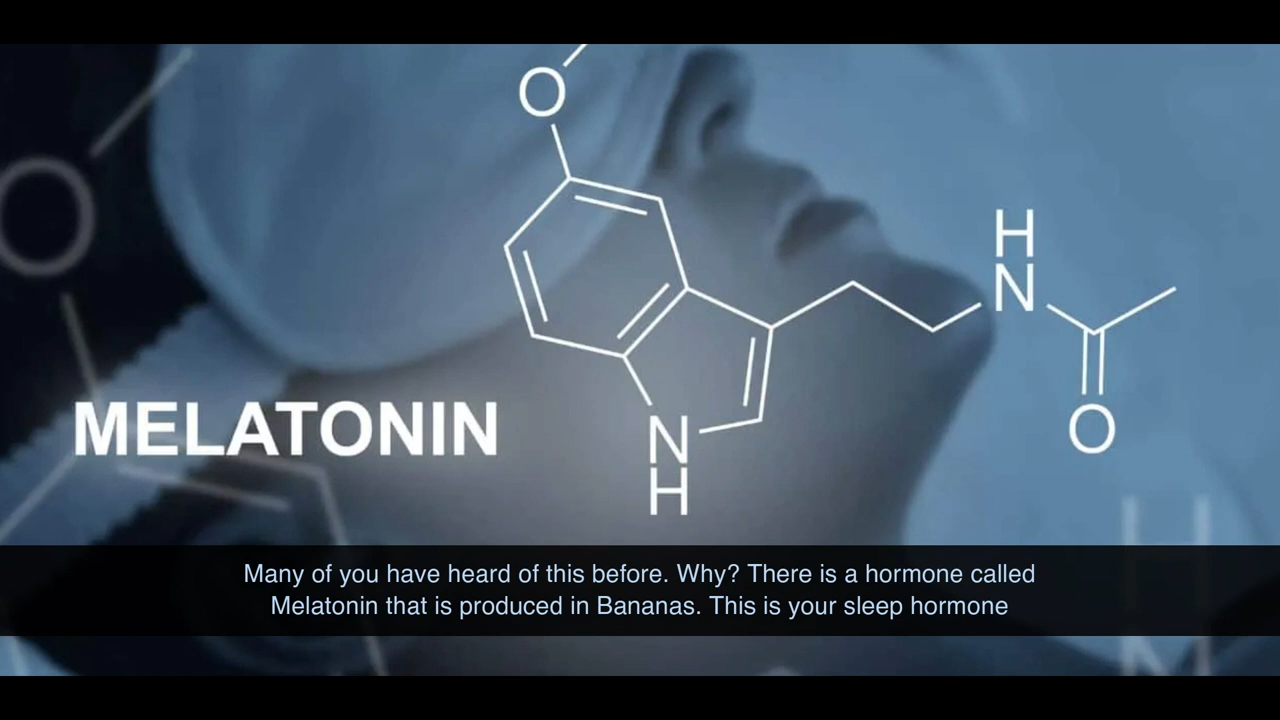 O
O
H
N
MELATONIN
N
H
O
H
N
Many of you have heard of this before. Why? There is a hormone called
Melatonin that is produced in Bananas. This is your sleep hormone